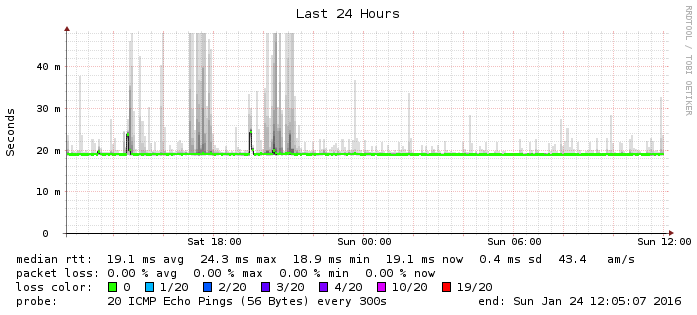 Last 24 Hours
RRDTOOL / TOBI OETIKER
Seconds
40 m
30 m
20 m
10 m
0
Sat 18:00 Sun 00:00 Sun 06:00 Sun 12:00
median rtt: 19.1 ms avg 24.3 ms max 18.9 ms min 19.1 ms now 0.4 ms sd 43.4 am/s
packet loss: 0.00 % avg 0.00 % max 0.00 % min 0.00 % now
loss color: 0 1/20 2/20 3/20 4/20 10/20 19/20
probe: 20 ICMP Echo Pings (56 Bytes) every 300s end: Sun Jan 24 12:05:07 2016